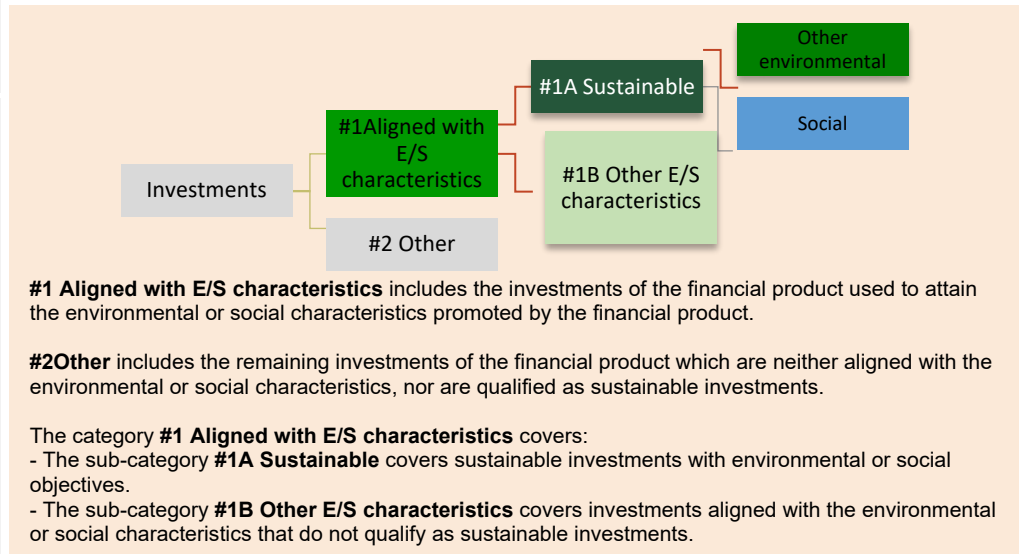 Other
environmental
#1A Sustainable
Social
#1Aligned with
E/S
characteristics
#1B Other E/S
characteristics
Investments
#2 Other
#1 Aligned with E/S characteristics includes the investments of the financial product used to attain
the environmental or social characteristics promoted by the financial product.
#2Other includes the remaining investments of the financial product which are neither aligned with the
environmental or social characteristics, nor are qualified as sustainable investments.
The category #1 Aligned with E/S characteristics covers:
- The sub-category #1A Sustainable covers sustainable investments with environmental or social
objectives.
- The sub-category #1B Other E/S characteristics covers investments aligned with the environmental
or social characteristics that do not qualify as sustainable investments.